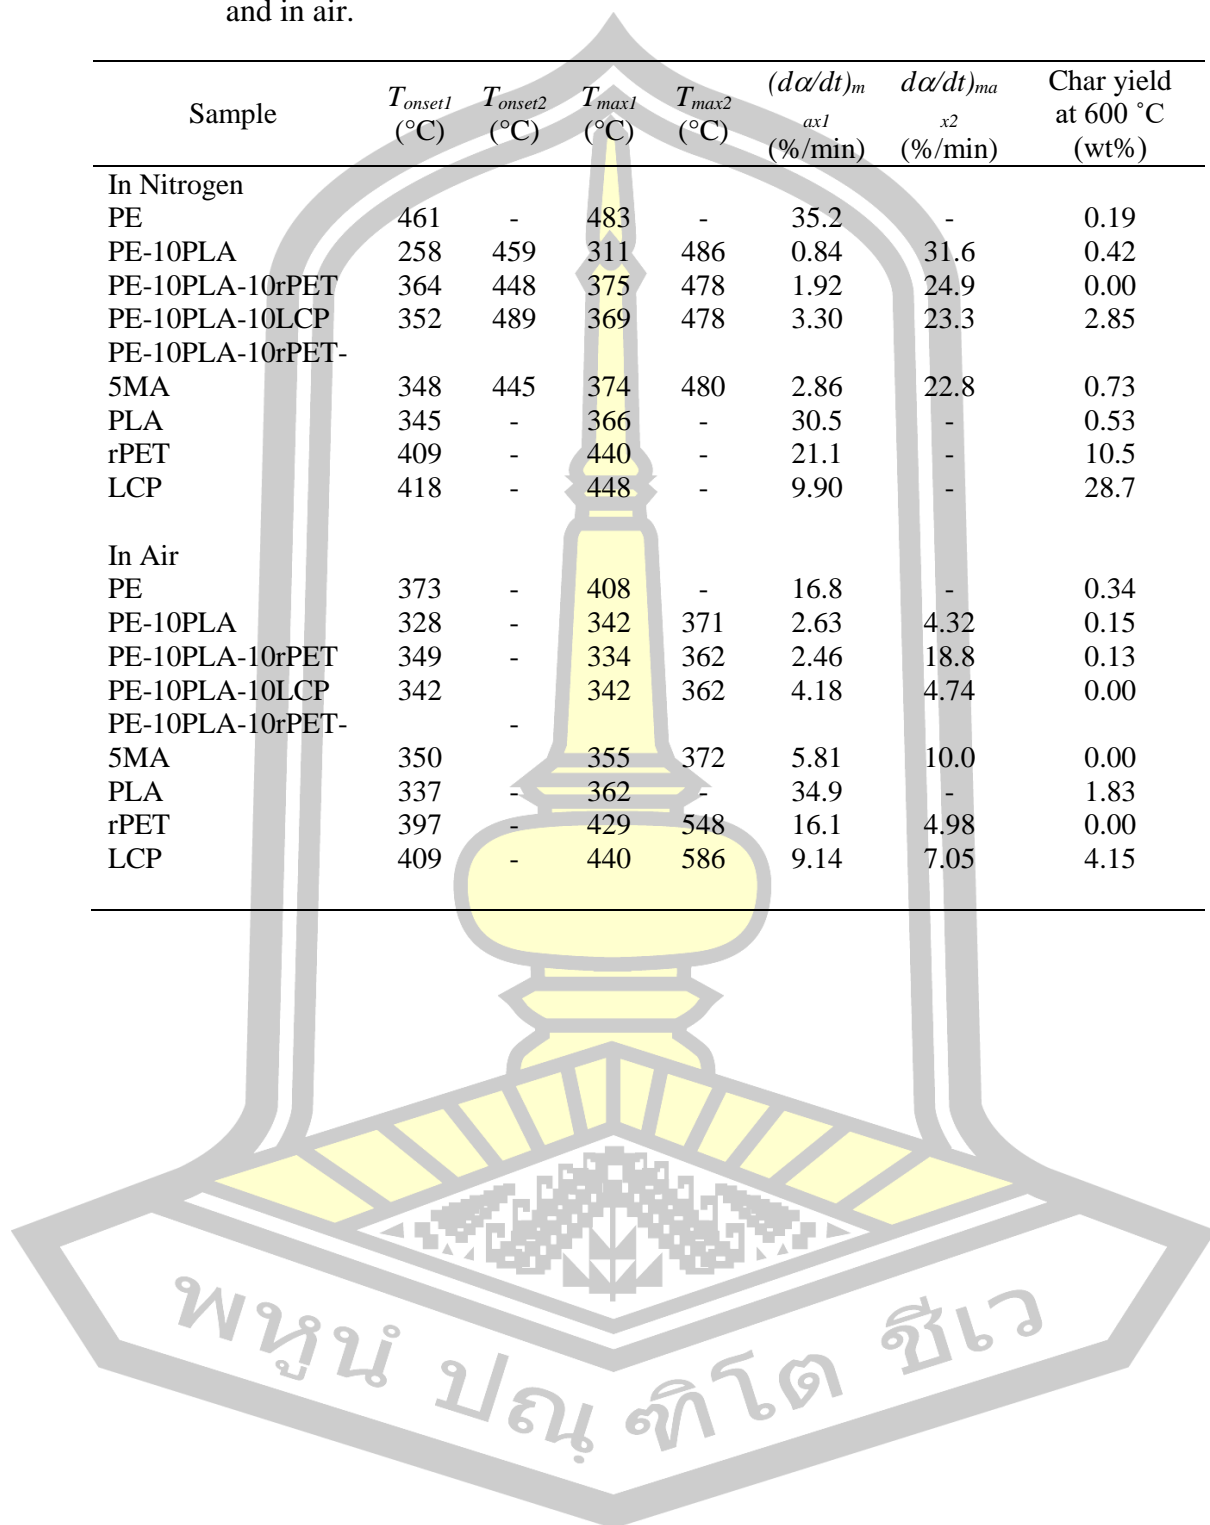 and in air.
Sample T onset1 (°C) T onset2 (°C) T max1 (°C) T max2 (°C) (dα/dt)m ax1 (%/min) dα/dt)ma x2 (%/min) Char yield at 600 ˚C (wt%)
In Nitrogen
PE 461 - 483 - 35.2 - 0.19
PE-10PLA 258 459 311 486 0.84 31.6 0.42
PE-10PLA-10rPET 364 448 375 478 1.92 24.9 0.00
PE-10PLA-10LCP 352 489 369 478 3.30 23.3 2.85
PE-10PLA-10rPET-
5MA 348 445 374 480 2.86 22.8 0.73
PLA 345 - 366 - 30.5 - 0.53
rPET 409 - 440 - 21.1 - 10.5
LCP 418 - 448 - 9.90 - 28.7
In Air
PE 373 - 408 - 16.8 - 0.34
PE-10PLA 328 - 342 371 2.63 4.32 0.15
PE-10PLA-10rPET 349 - 334 362 2.46 18.8 0.13
PE-10PLA-10LCP 342 342 362 4.18 4.74 0.00
PE-10PLA-10rPET- -
5MA 350 355 372 5.81 10.0 0.00
PLA 337 - 362 - 34.9 - 1.83
rPET 397 - 429 548 16.1 4.98 0.00
LCP 409 - 440 586 9.14 7.05 4.15
พหูนํ ปณฺฑิโต ชีเว